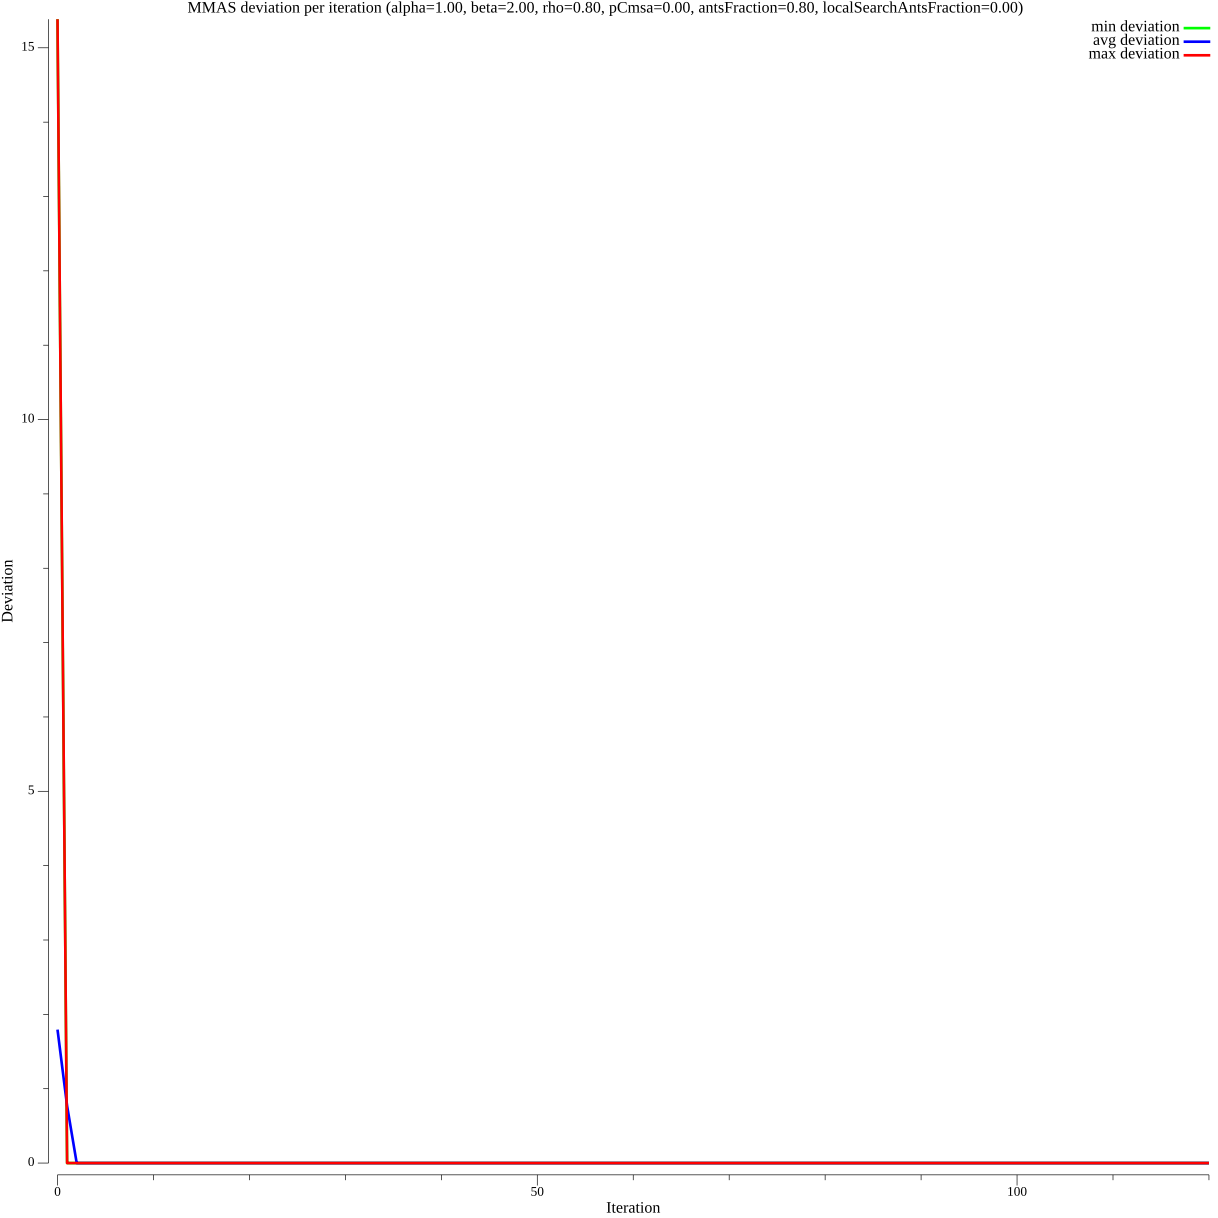 MMAS deviation per iteration (alpha=1.00, beta=2.00, rho=0.80, pCmsa=0.00, antsFraction=0.80, localSearchAntsFraction=0.00)
min deviation
avg deviation
max deviation
15
10
5
0
Deviation
0 50 100
Iteration